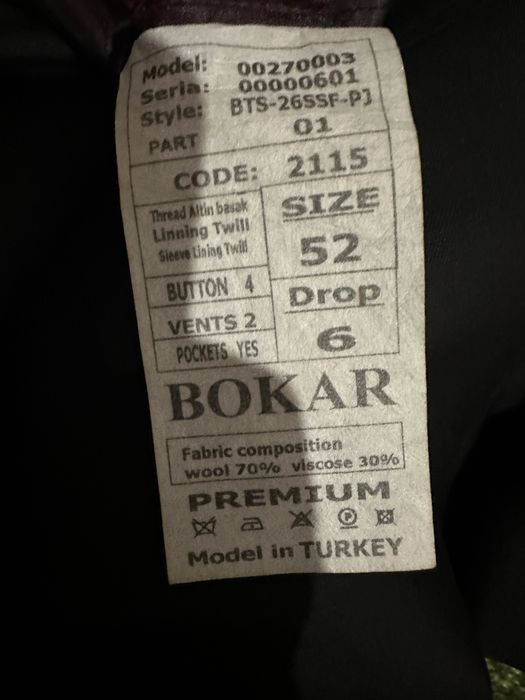 Model: 00270003
Seria: 00000601
Style: BTS-26SSF-PJ
PART 01
CODE: 2115
Thread Altin basak
Linning Twill
Sleeve Lining Twill
SIZE
52
BUTTON 4
VENTS 2
POCKETS YES
Drop
6
BOKAR
Fabric composition
wool 70% viscose 30%
PREMIUM
P
Model in TURKEY